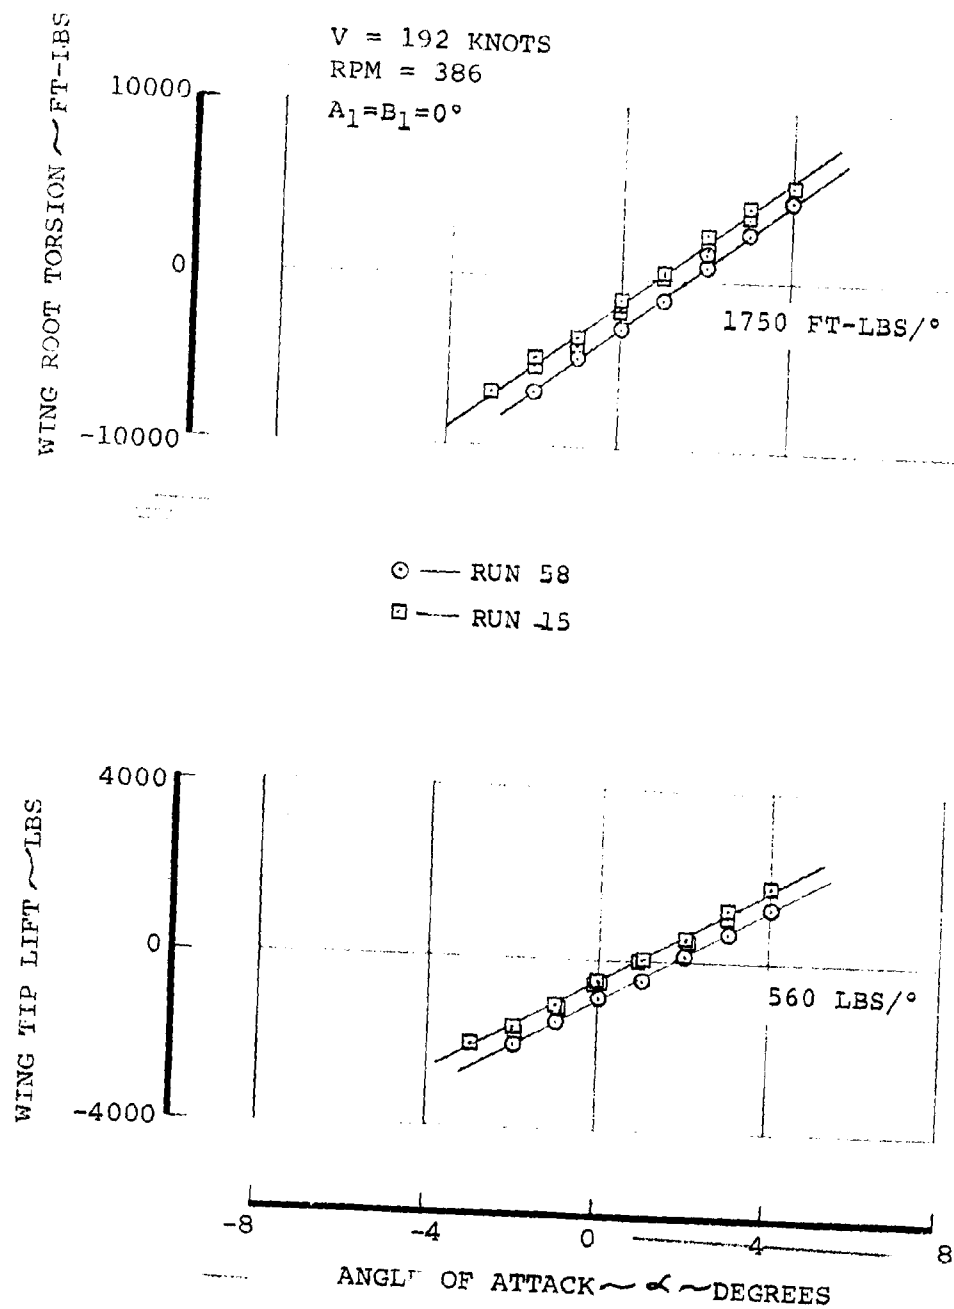 V = 192 KNOTS
RPM = 386
A1=B1=0°
WING ROOT TORSION ~ FT-LBS
10000
0
-10000
1750 FT-LBS/°
⊙ — RUN 58
⊡ — RUN 15
WING TIP LIFT ~ LBS
4000
0
-4000
560 LBS/°
-8 -4 0 4 8
OF ATTACK ~ α ~ DEGREES